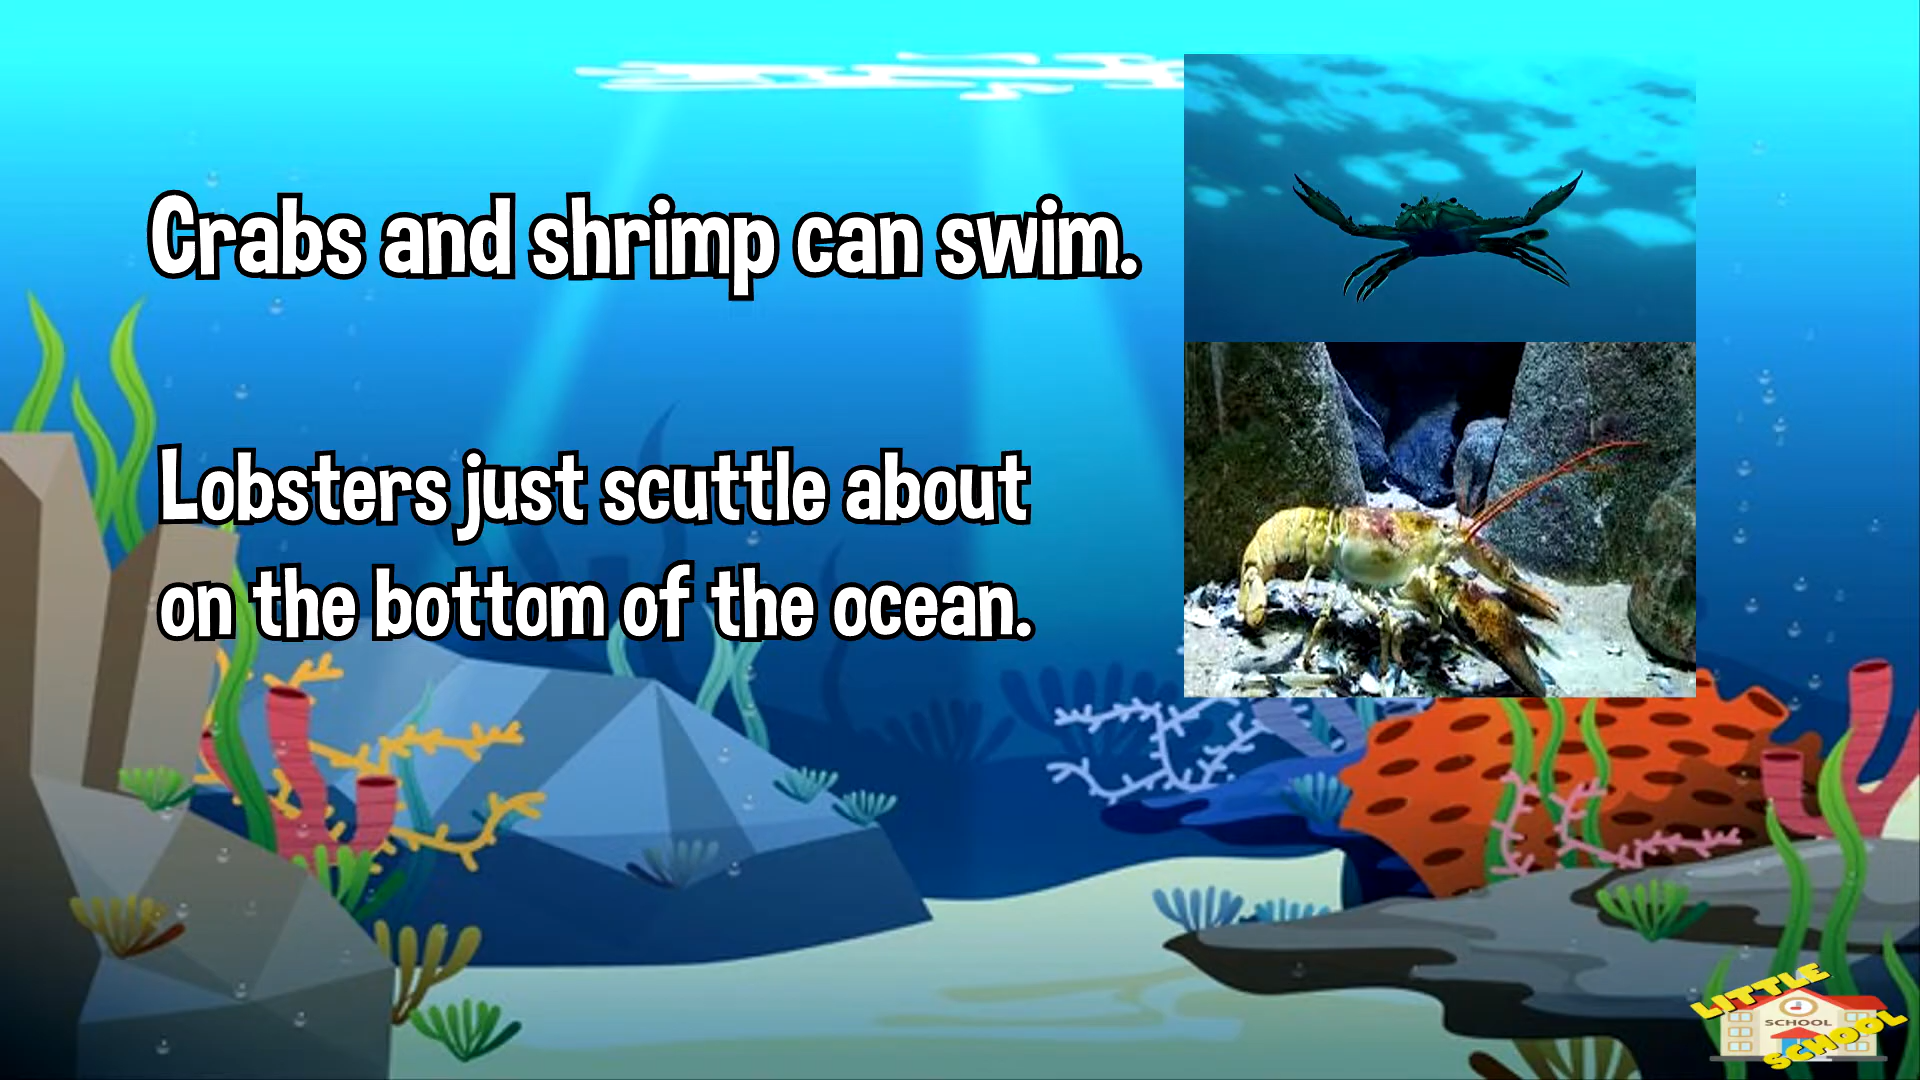 Crabs and shrimp can swim.
Lobsters just scuttle about
on the bottom of the ocean.
LITTLE
SCHOOL
SCHOOL